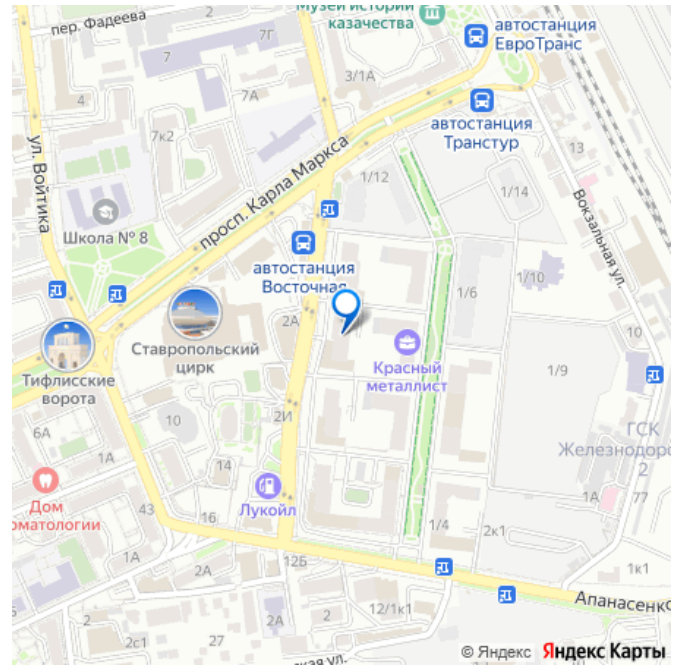 Музей истории
казачества
пер. Фадеева
автостанция
ЕвроТранс
7Г
7
3/1А
4
7А
автостанция
Транстур
7к2
ул. Войтика
просп. Карла Маркса
13
1/12
1/14
Вокзальная ул.
Школа № 8
автостанция
Восточная
1/10
1/6
2А
Ставропольский
цирк
10
Тифлисские
ворота
Красный
металлист
1/9
6А
10
2И
ГСК
Железнодоро
2
14
Дом
оматологии
Лукойл
1А
77
43
16
1/4
2к1
1А
12Б
2А
1к1
Апанасенко
2
12/1к1
2с1
27
ская ул.
© Яндекс Яндекс Карты